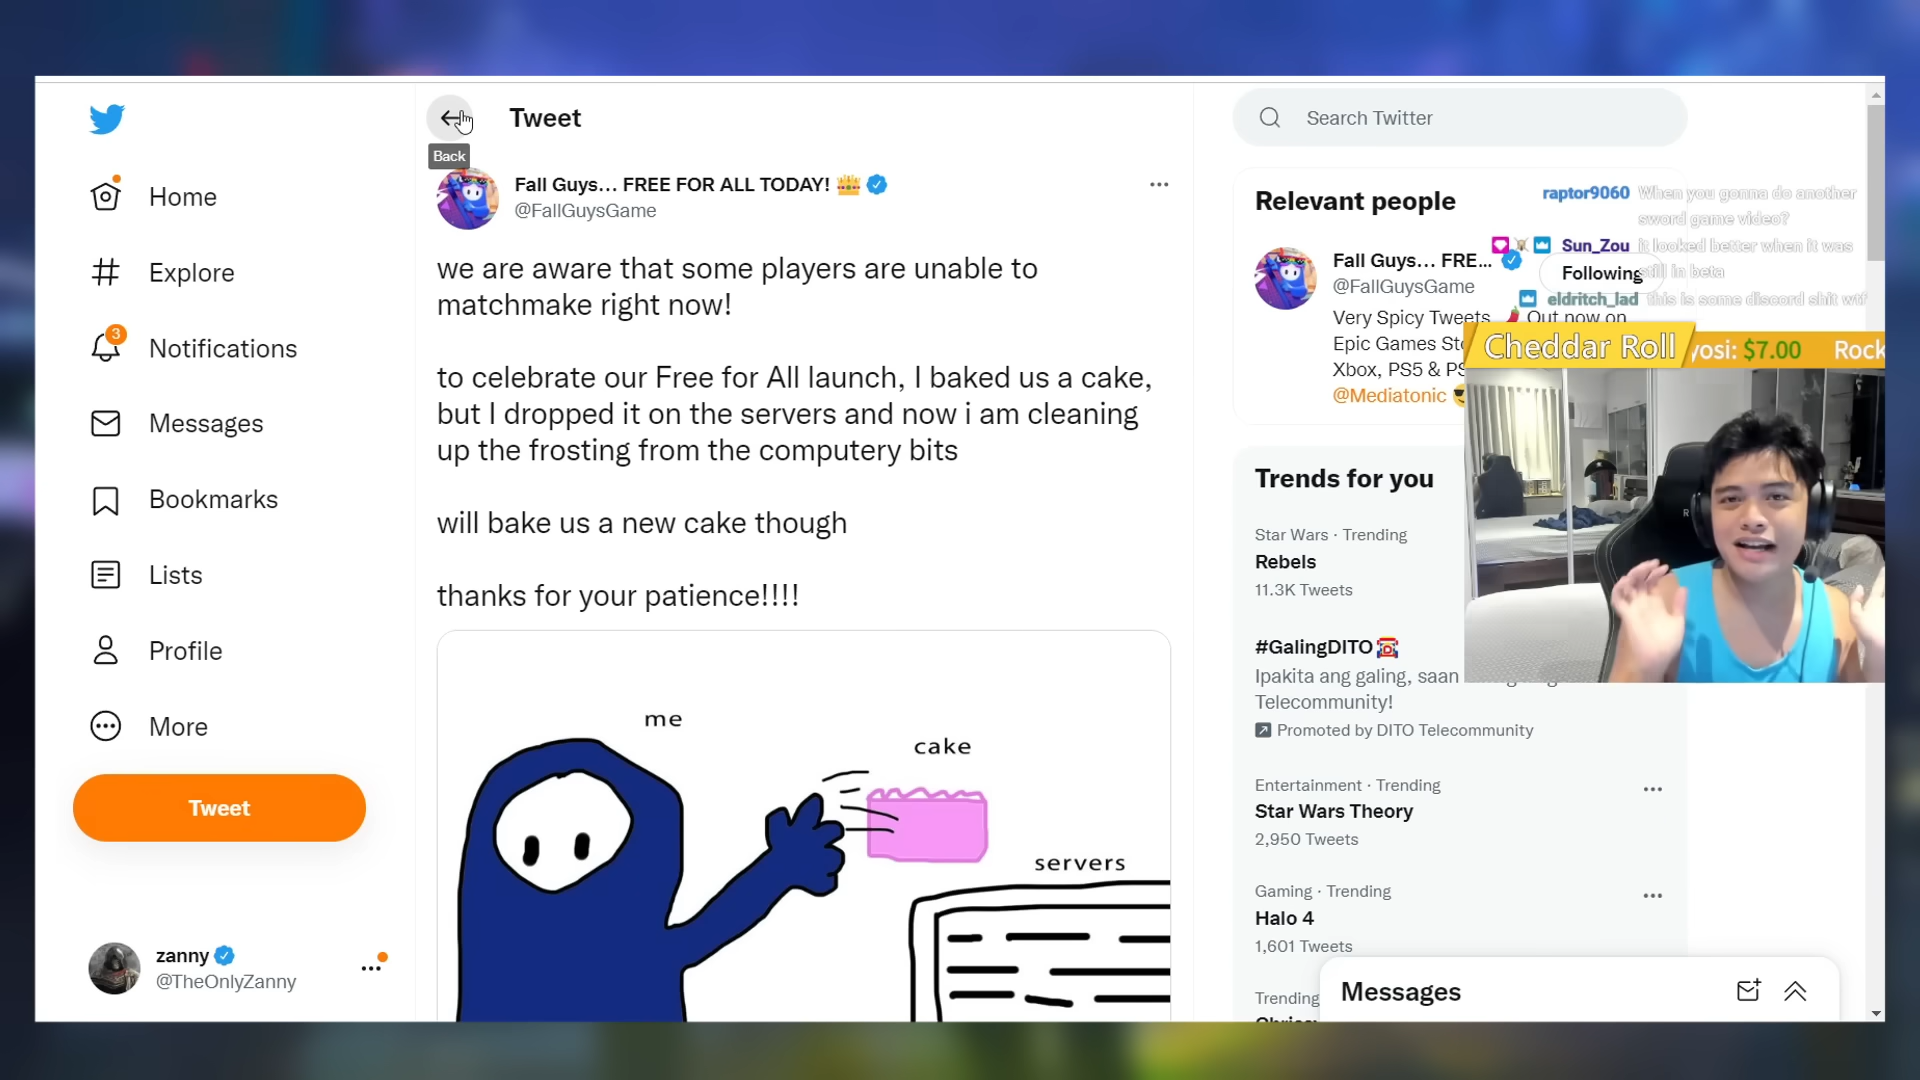 Home
Explore
3
Notifications
Messages
Bookmarks
Lists
Profile
More
Tweet
zanny
@TheOnlyZanny
Tweet
Back
Fall Guys... FREE FOR ALL TODAY!
@FallGuysGame
we are aware that some players are unable to
matchmake right now!
to celebrate our Free for All launch, I baked us a cake,
but I dropped it on the servers and now i am cleaning
up the frosting from the computery bits
will bake us a new cake though
thanks for your patience!!!!
me
cake
servers
Search Twitter
Relevant people
Fall Guys... FRE...
@FallGuysGame
Following
Very Spicy Tweets
Out now on
Epic Games
Xbox, PS5 &
@Mediatonic
raptor9060 When you gonna do another
sword game video?
Sun_Zou it looked better when it was
still in beta
eldritch_lad this is some discord shit wtf
Cheddar Roll
yosi: $7.00 Rock
Trends for you
Star Wars · Trending
Rebels
11.3K Tweets
#GalingDITO
Ipakita ang galing, saan
Telecommunity!
Promoted by DITO Telecommunity
Entertainment · Trending
Star Wars Theory
2,950 Tweets
Gaming · Trending
Halo 4
1,601 Tweets
Trending
Messages